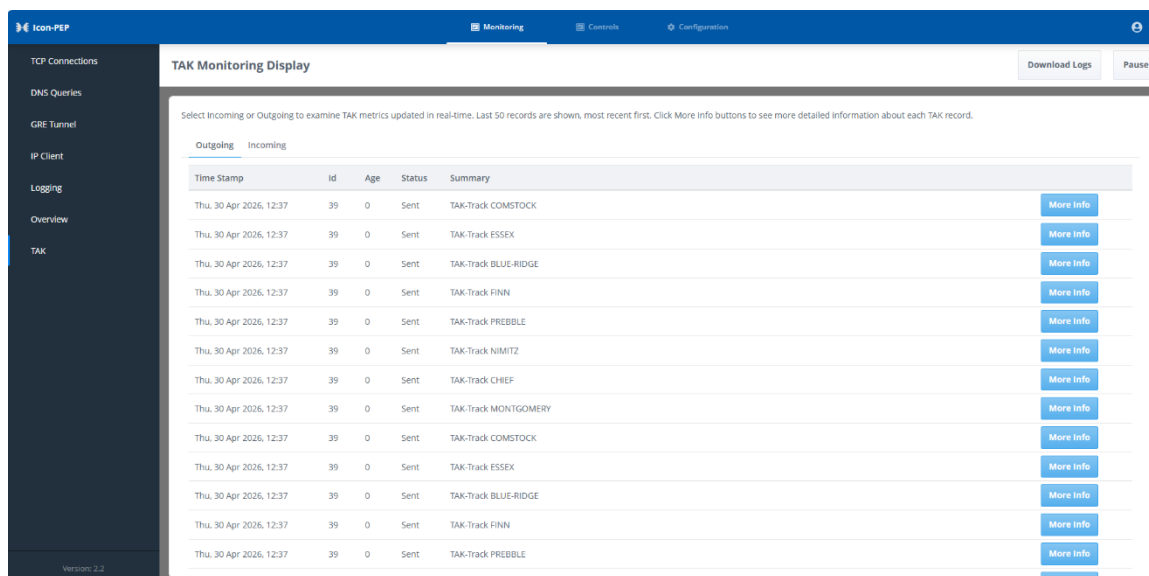 Icon-PEP Monitoring Controls Configuration
TCP Connections
DNS Queries
GRE Tunnel
IP Client
Logging
Overview
TAK
Version: 2.2
TAK Monitoring Display Download Logs Pause
Select Incoming or Outgoing to examine TAK metrics updated in real-time. Last 50 records are shown, most recent first. Click More Info buttons to see more detailed information about each TAK record.
Outgoing Incoming
Time Stamp Id Age Status Summary
Thu, 30 Apr 2026, 12:37 39 0 Sent TAK-Track COMSTOCK More Info
Thu, 30 Apr 2026, 12:37 39 0 Sent TAK-Track ESSEX More Info
Thu, 30 Apr 2026, 12:37 39 0 Sent TAK-Track BLUE-RIDGE More Info
Thu, 30 Apr 2026, 12:37 39 0 Sent TAK-Track FINN More Info
Thu, 30 Apr 2026, 12:37 39 0 Sent TAK-Track PREBBLE More Info
Thu, 30 Apr 2026, 12:37 39 0 Sent TAK-Track NIMITZ More Info
Thu, 30 Apr 2026, 12:37 39 0 Sent TAK-Track CHIEF More Info
Thu, 30 Apr 2026, 12:37 39 0 Sent TAK-Track MONTGOMERY More Info
Thu, 30 Apr 2026, 12:37 39 0 Sent TAK-Track COMSTOCK More Info
Thu, 30 Apr 2026, 12:37 39 0 Sent TAK-Track ESSEX More Info
Thu, 30 Apr 2026, 12:37 39 0 Sent TAK-Track BLUE-RIDGE More Info
Thu, 30 Apr 2026, 12:37 39 0 Sent TAK-Track FINN More Info
Thu, 30 Apr 2026, 12:37 39 0 Sent TAK-Track PREBBLE More Info